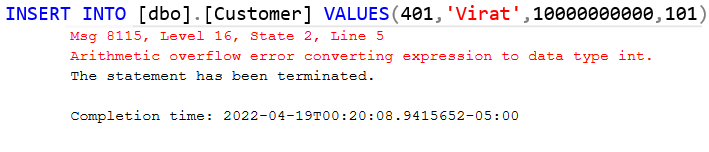 INSERT INTO [dbo].[Customer] VALUES(401,'Virat',10000000000,101)
Msg 8115, Level 16, State 2, Line 5
Arithmetic overflow error converting expression to data type int.
The statement has been terminated.
Completion time: 2022-04-19T00:20:08.9415652-05:00